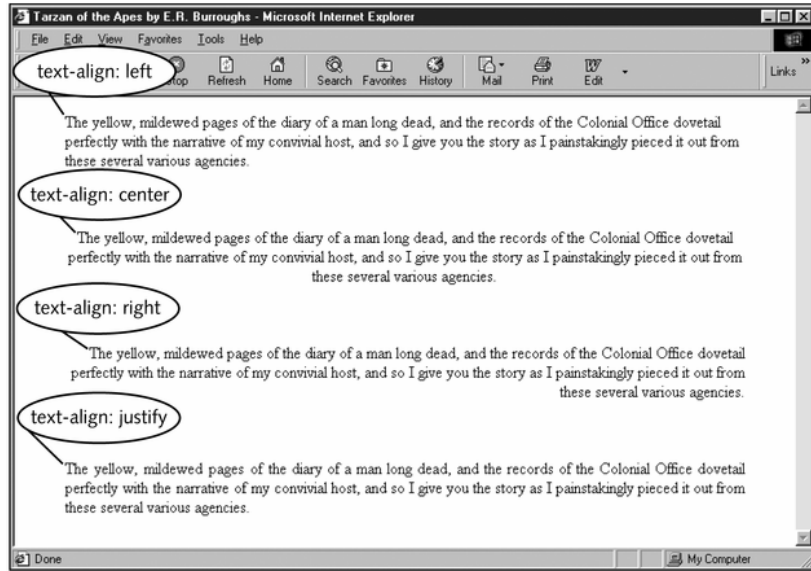 Tarzan of the Apes by E.R. Burroughs - Microsoft Internet Explorer
File Edit View Favorites Tools Help
text-align: left
Refresh Home Search Favorites History Mail Print Edit Links »
The yellow, mildewed pages of the diary of a man long dead, and the records of the Colonial Office dovetail
perfectly with the narrative of my convivial host, and so I give you the story as I painstakingly pieced it out from
these several various agencies.
text-align: center
The yellow, mildewed pages of the diary of a man long dead, and the records of the Colonial Office dovetail
perfectly with the narrative of my convivial host, and so I give you the story as I painstakingly pieced it out from
these several various agencies.
text-align: right
The yellow, mildewed pages of the diary of a man long dead, and the records of the Colonial Office dovetail
perfectly with the narrative of my convivial host, and so I give you the story as I painstakingly pieced it out from
these several various agencies.
text-align: justify
The yellow, mildewed pages of the diary of a man long dead, and the records of the Colonial Office dovetail
perfectly with the narrative of my convivial host, and so I give you the story as I painstakingly pieced it out from
these several various agencies.
Done My Computer